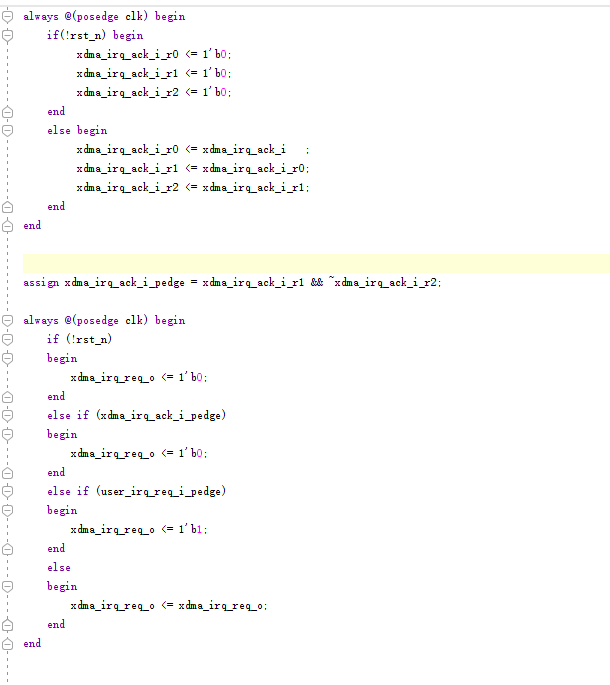 always @(posedge clk) begin
if(!rst_n) begin
xdma_irq_ack_i_r0 <= 1'b0;
xdma_irq_ack_i_r1 <= 1'b0;
xdma_irq_ack_i_r2 <= 1'b0;
end
else begin
xdma_irq_ack_i_r0 <= xdma_irq_ack_i ;
xdma_irq_ack_i_r1 <= xdma_irq_ack_i_r0;
xdma_irq_ack_i_r2 <= xdma_irq_ack_i_r1;
end
end
assign xdma_irq_ack_i_pedge = xdma_irq_ack_i_r1 && ~xdma_irq_ack_i_r2;
always @(posedge clk) begin
if (!rst_n)
begin
xdma_irq_req_o <= 1'b0;
end
else if (xdma_irq_ack_i_pedge)
begin
xdma_irq_req_o <= 1'b0;
end
else if (user_irq_req_i_pedge)
begin
xdma_irq_req_o <= 1'b1;
end
else
begin
xdma_irq_req_o <= xdma_irq_req_o;
end
end